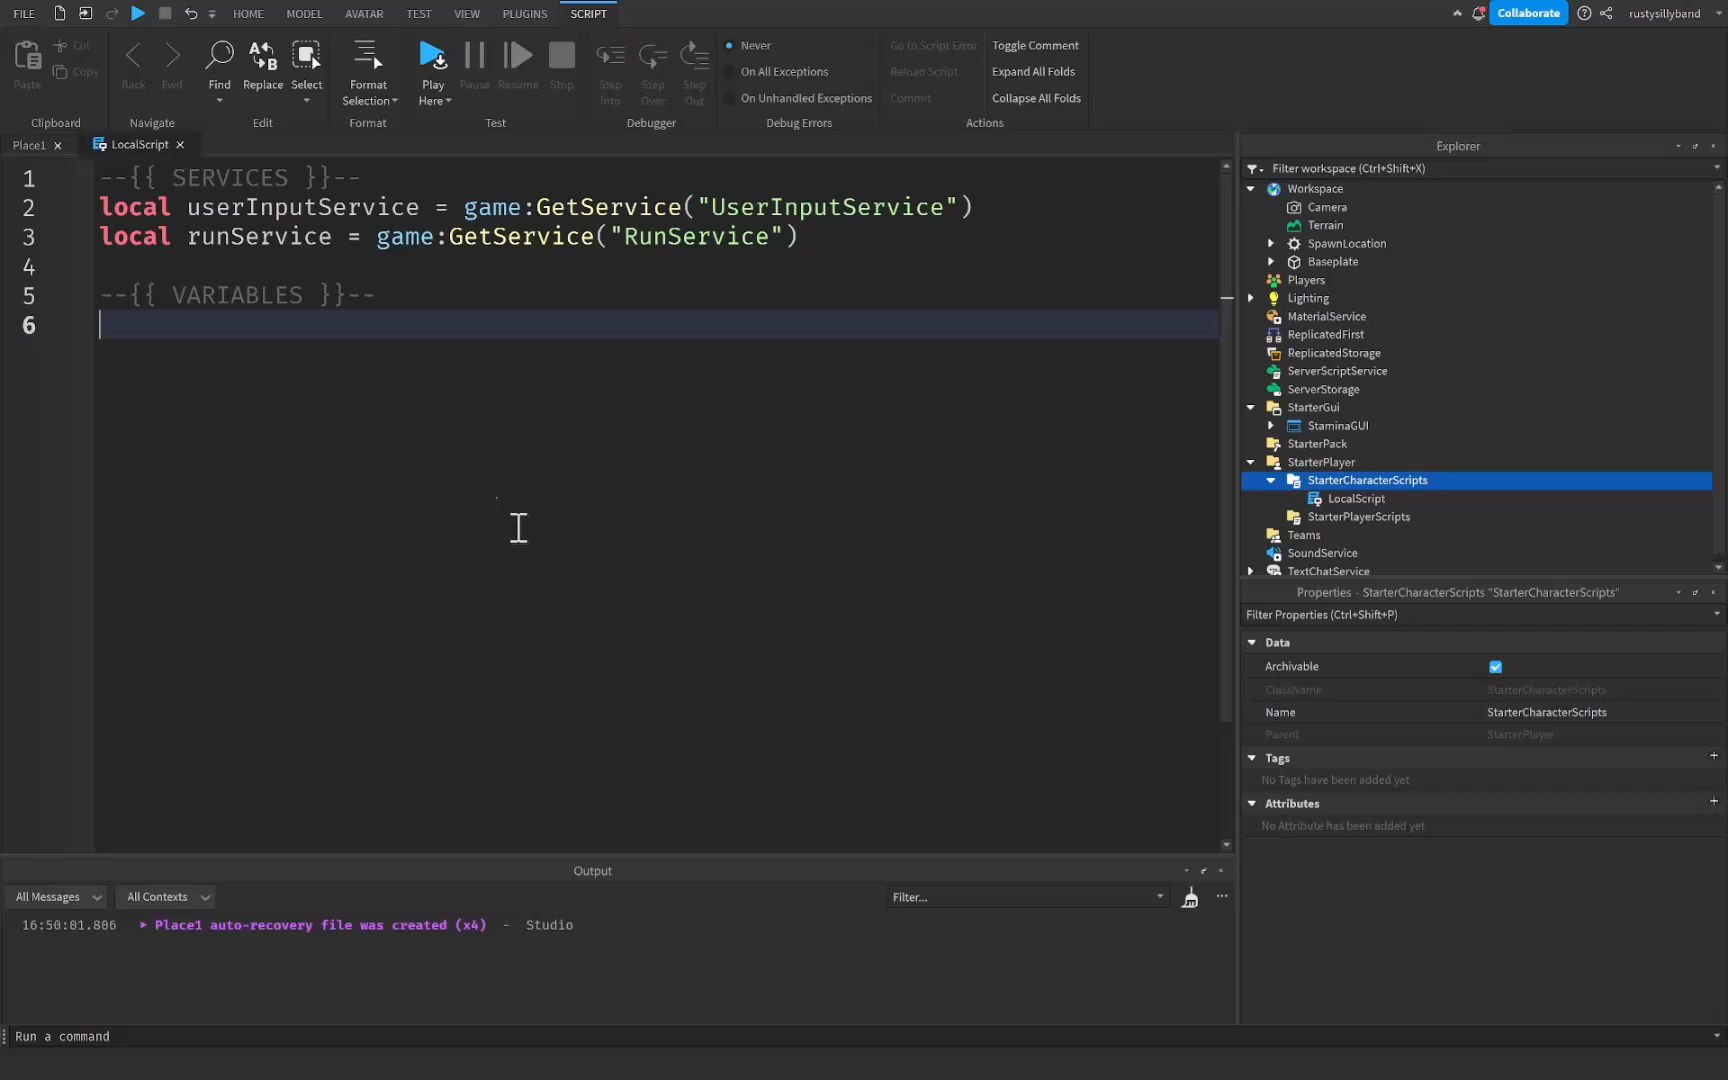 FILE HOME MODEL AVATAR TEST VIEW PLUGINS SCRIPT Collaborate rustysillyband
Paste Cut Copy Back Fwd Find Replace Select Format Selection Play Here Pause Resume Stop Step Into Step Over Step Out
Never Go to Script Error Toggle Comment
On All Exceptions Reload Script Expand All Folds
On Unhandled Exceptions Commit Collapse All Folds
Clipboard Navigate Edit Format Test Debugger Debug Errors Actions
Place1 LocalScript
1 --{{ SERVICES }}--
2 local userInputService = game:GetService("UserInputService")
3 local runService = game:GetService("RunService")
4
5 --{{ VARIABLES }}--
6
Explorer
Filter workspace (Ctrl+Shift+X)
Workspace
Camera
Terrain
SpawnLocation
Baseplate
Players
Lighting
MaterialService
ReplicatedFirst
ReplicatedStorage
ServerScriptService
ServerStorage
StarterGui
StaminaGUI
StarterPack
StarterPlayer
StarterCharacterScripts
LocalScript
StarterPlayerScripts
Teams
SoundService
TextChatService
Properties - StarterCharacterScripts "StarterCharacterScripts"
Filter Properties (Ctrl+Shift+P)
Data
Archivable
ClassName StarterCharacterScripts
Name StarterCharacterScripts
Parent StarterPlayer
Tags +
No Tags have been added yet
Attributes +
No Attribute has been added yet
Output
All Messages All Contexts Filter...
16:50:01.806 Place1 auto-recovery file was created (x4) - Studio
Run a command